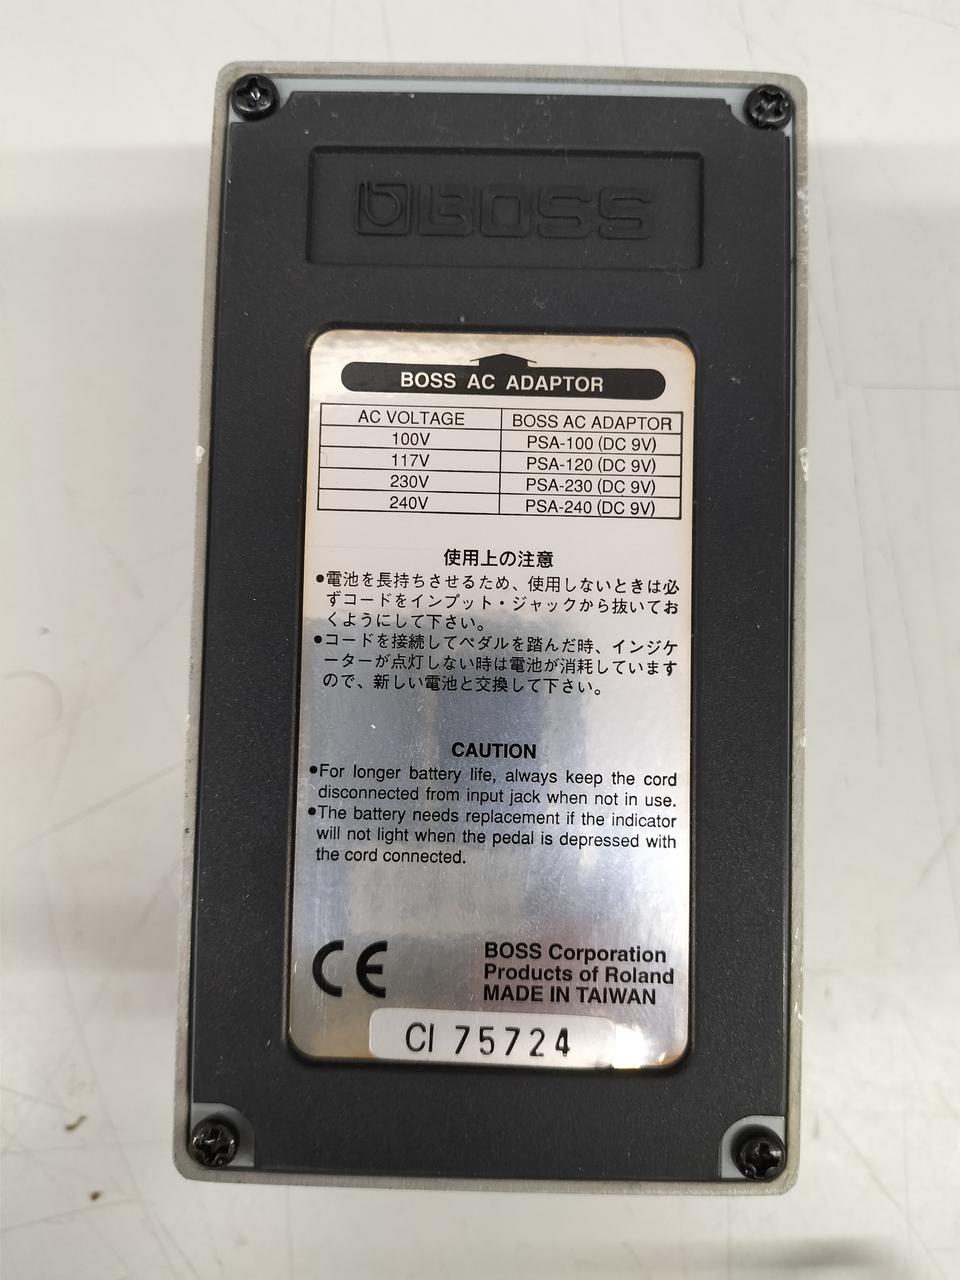 BOSS
BOSS AC ADAPTOR
AC VOLTAGE BOSS AC ADAPTOR
100V PSA-100 (DC 9V)
117V PSA-120 (DC 9V)
230V PSA-230 (DC 9V)
240V PSA-240 (DC 9V)
使用上の注意
●電池を長持ちさせるため、使用しないときは必
ずコードをインプット・ジャックから抜いてお
くようにして下さい。
●コードを接続してペダルを踏んだ時、インジケ
ーターが点灯しない時は電池が消耗しています
ので、新しい電池と交換して下さい。
CAUTION
●For longer battery life, always keep the cord
disconnected from input jack when not in use.
●The battery needs replacement if the indicator
will not light when the pedal is depressed with
the cord connected.
CE
BOSS Corporation
Products of Roland
MADE IN TAIWAN
CI 75724